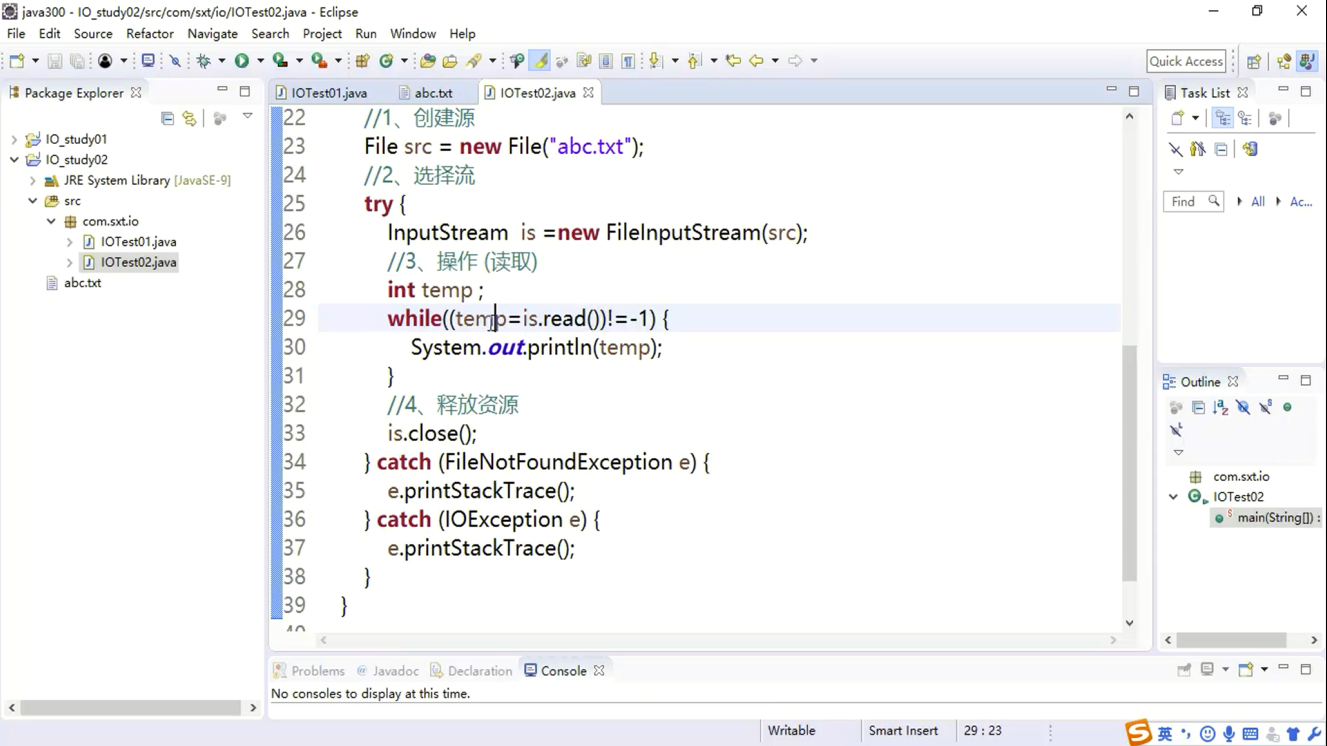 java300 - IO_study02/src/com/sxt/io/IOTest02.java - Eclipse
File Edit Source Refactor Navigate Search Project Run Window Help
Quick Access
Package Explorer
IO_study01
IO_study02
JRE System Library [JavaSE-9]
src
com.sxt.io
IOTest01.java
IOTest02.java
abc.txt
IOTest01.java abc.txt IOTest02.java
22 //1、创建源
23 File src = new File("abc.txt");
24 //2、选择流
25 try {
26 InputStream is =new FileInputStream(src);
27 //3、操作 (读取)
28 int temp ;
29 while((temp=is.read())!=-1) {
30 System.out.println(temp);
31 }
32 //4、释放资源
33 is.close();
34 } catch (FileNotFoundException e) {
35 e.printStackTrace();
36 } catch (IOException e) {
37 e.printStackTrace();
38 }
39 }
Task List
Find All Ac...
Outline
com.sxt.io
IOTest02
main(String[]) :
Problems @ Javadoc Declaration Console
No consoles to display at this time.
Writable Smart Insert 29 : 23
英